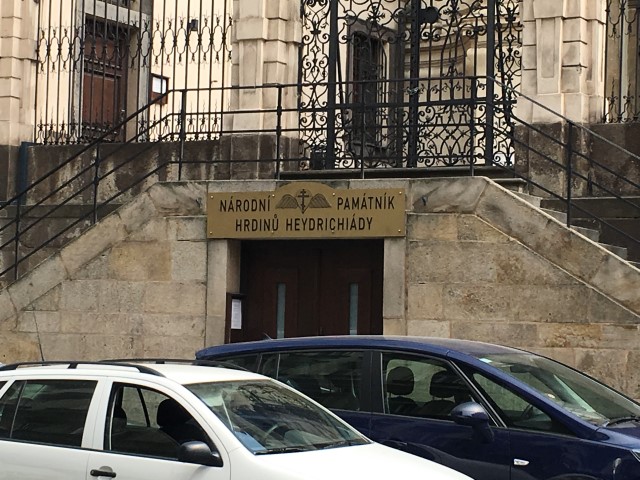 NÁRODNÍ PAMÁTNÍK
HRDINŮ HEYDRICHIÁDY